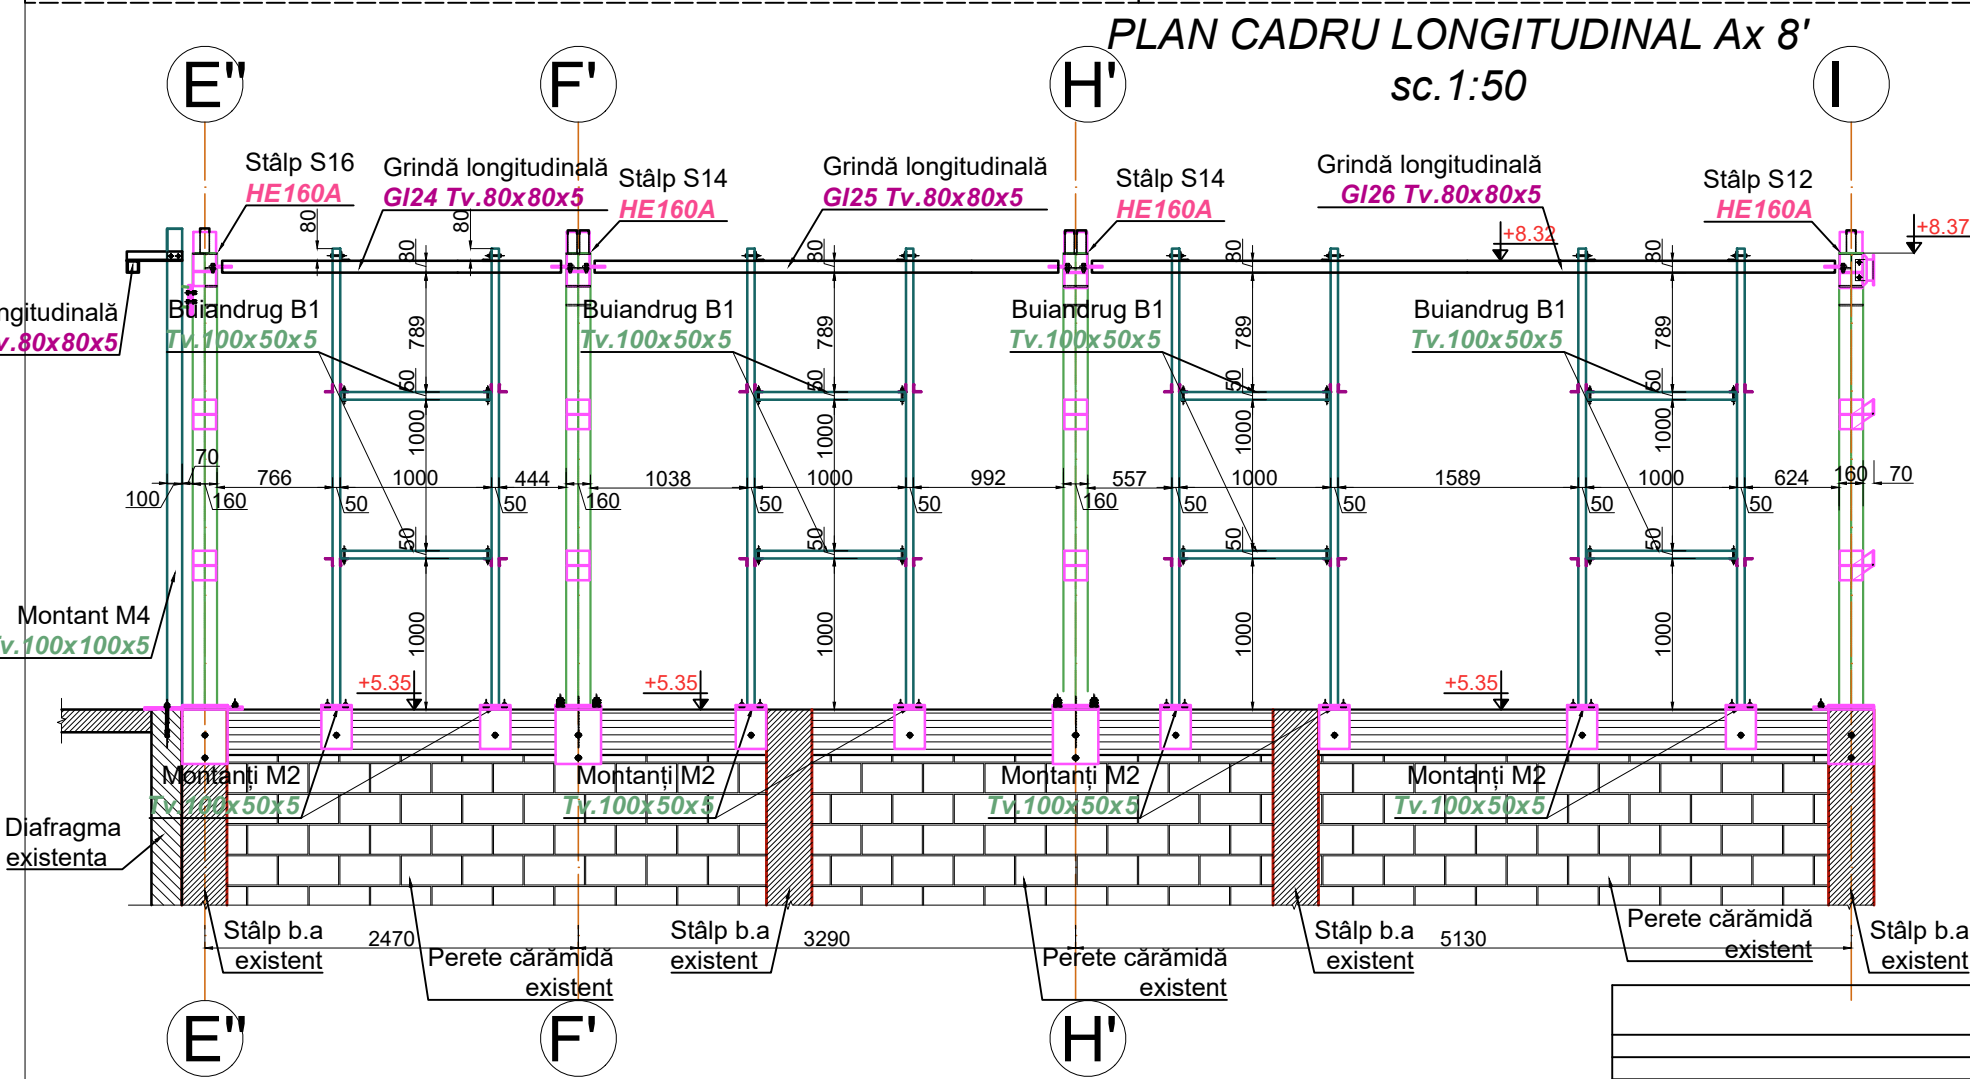 PLAN CADRU LONGITUDINAL Ax 8'
sc.1:50
E" F' H' I
Stâlp S16
HE160A
Grindă longitudinală
Gl24 Tv.80x80x5
Stâlp S14
HE160A
Grindă longitudinală
Gl25 Tv.80x80x5
Stâlp S14
HE160A
Grindă longitudinală
Gl26 Tv.80x80x5
Stâlp S12
HE160A
+8.32
+8.37
80 80 80 80 80 80
ngitudinală
v.80x80x5
Buiandrug B1
Tv.100x50x5
Buiandrug B1
Tv.100x50x5
Buiandrug B1
Tv.100x50x5
Buiandrug B1
Tv.100x50x5
789 789 789 789
50 50 50 50
1000 1000 1000 1000
100 70 160 766 50 1000 50 444 160 1038 50 1000 50 992 160 557 50 1000 50 1589 50 1000 50 624 160 70
50 50 50 50
1000 1000 1000 1000
Montant M4
Tv.100x100x5
+5.35 +5.35 +5.35
Montanți M2
Tv.100x50x5
Montanți M2
Tv.100x50x5
Montanți M2
Tv.100x50x5
Montanți M2
Tv.100x50x5
Diafragma
existenta
Stâlp b.a
existent
2470
Perete cărămidă
existent
Stâlp b.a
existent
3290
Perete cărămidă
existent
Stâlp b.a
existent
5130
Perete cărămidă
existent
Stâlp b.a
existent
E" F' H'